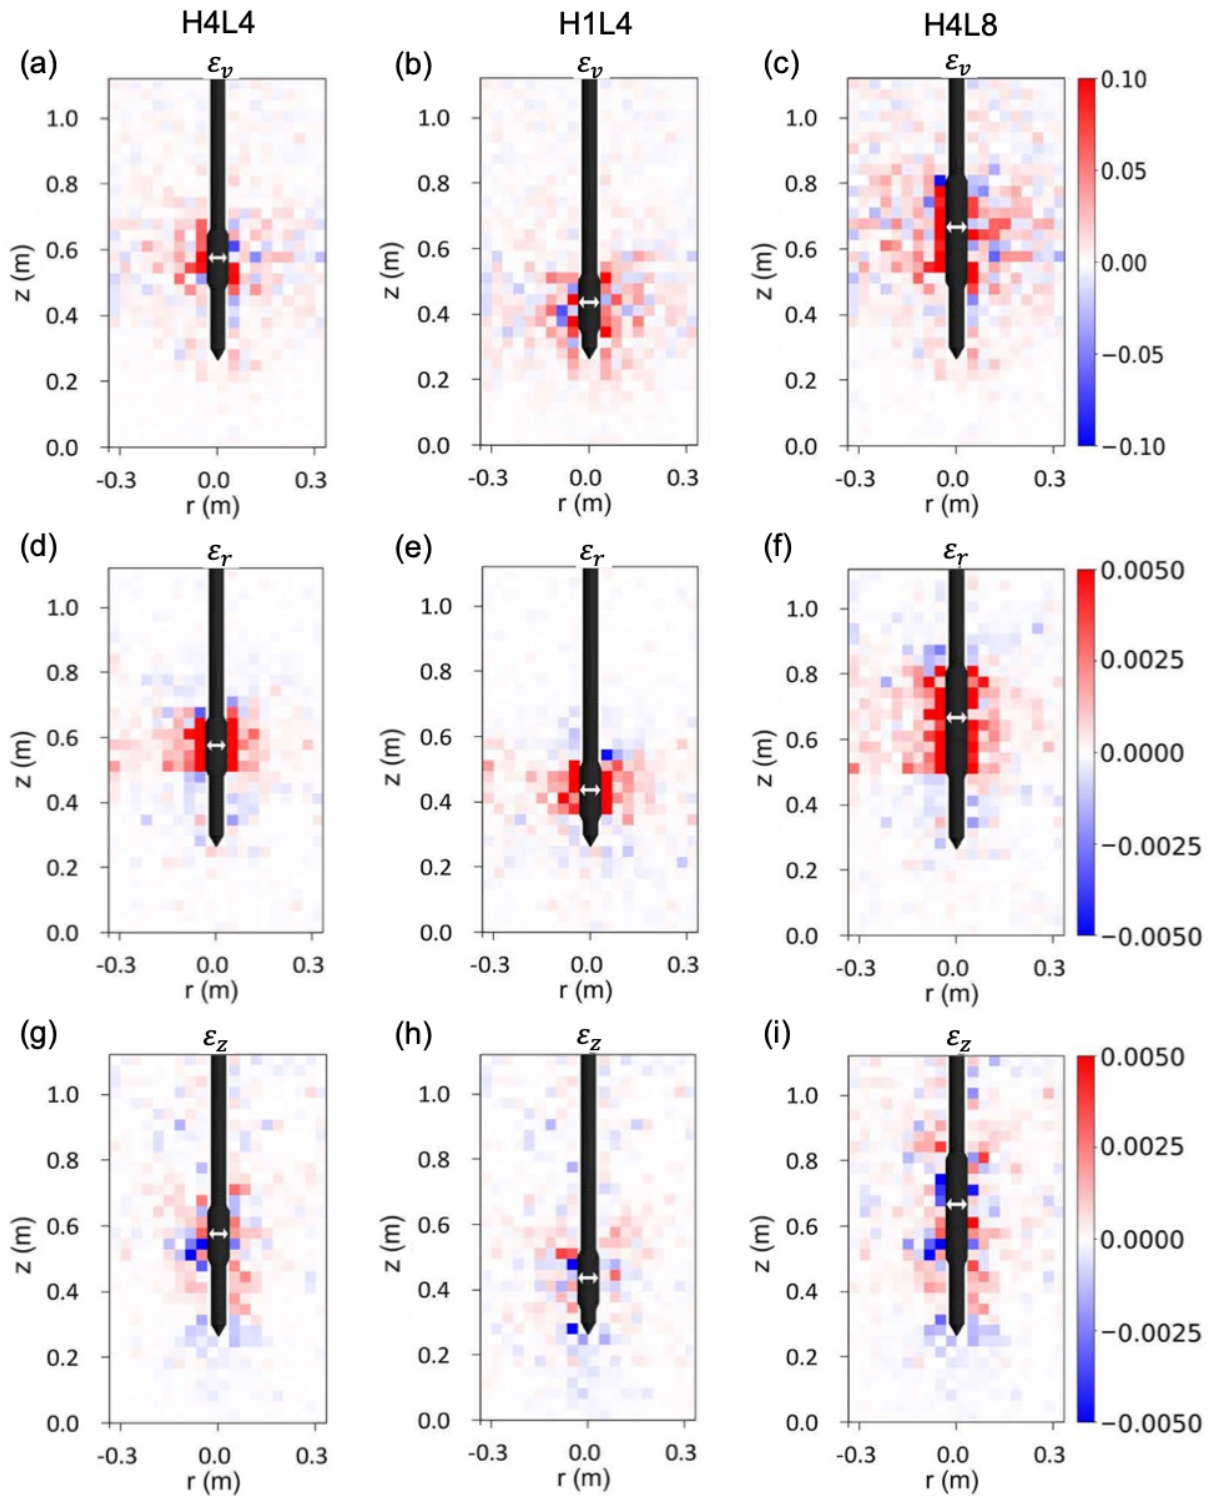 H4L4 H1L4 H4L8
(a) εv (b) εv (c) εv
1.0 1.0 1.0 0.10
0.8 0.8 0.8 0.05
0.6 0.6 0.6
z (m) z (m) z (m) 0.00
0.4 0.4 0.4
0.2 0.2 0.2 −0.05
0.0 0.0 0.0 −0.10
-0.3 0.0 0.3 -0.3 0.0 0.3 -0.3 0.0 0.3
r (m) r (m) r (m)
(d) εr (e) εr (f) εr
1.0 1.0 1.0 0.0050
0.8 0.8 0.8 0.0025
0.6 0.6 0.6
z (m) z (m) z (m) 0.0000
0.4 0.4 0.4
0.2 0.2 0.2 −0.0025
0.0 0.0 0.0 −0.0050
-0.3 0.0 0.3 -0.3 0.0 0.3 -0.3 0.0 0.3
r (m) r (m) r (m)
(g) εz (h) εz (i) εz
1.0 1.0 1.0 0.0050
0.8 0.8 0.8 0.0025
0.6 0.6 0.6
z (m) z (m) z (m) 0.0000
0.4 0.4 0.4
0.2 0.2 0.2 −0.0025
0.0 0.0 0.0 −0.0050
-0.3 0.0 0.3 -0.3 0.0 0.3 -0.3 0.0 0.3
r (m) r (m) r (m)